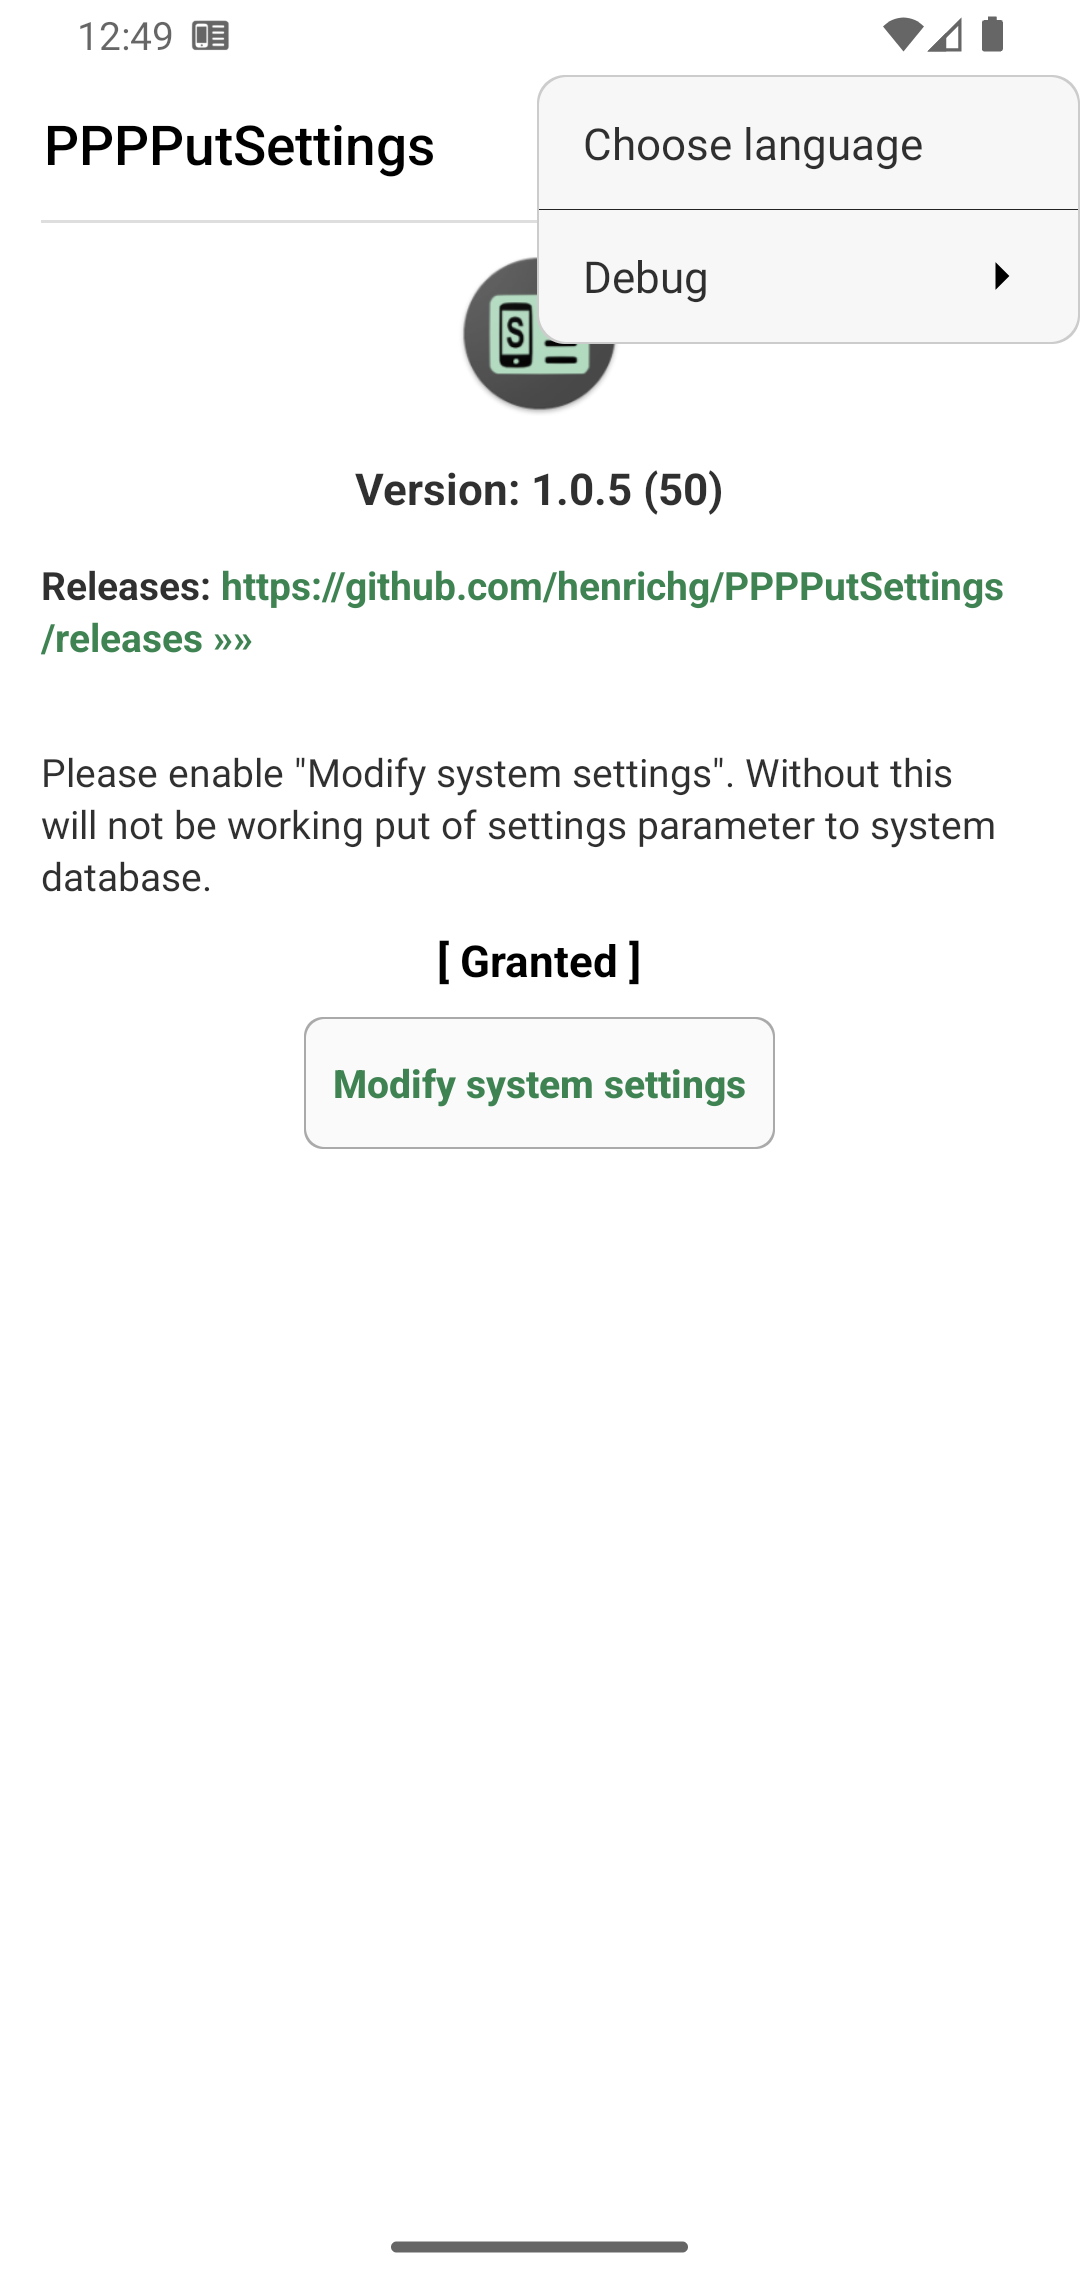 12:49
PPPPutSettings
Choose language
Debug
S
Version: 1.0.5 (50)
Releases: https://github.com/henrichg/PPPPutSettings
/releases »»
Please enable "Modify system settings". Without this
will not be working put of settings parameter to system
database.
[ Granted ]
Modify system settings